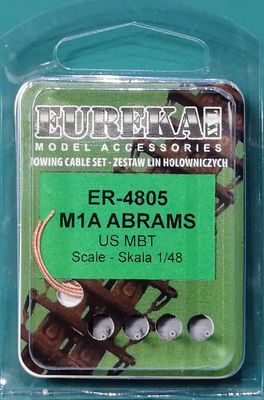 EUREKA!
MODEL ACCESSORIES
TOWING CABLE SET - ZESTAW LIN HOLOWNICZYCH
ER-4805
M1A ABRAMS
US MBT
Scale - Skala 1/48